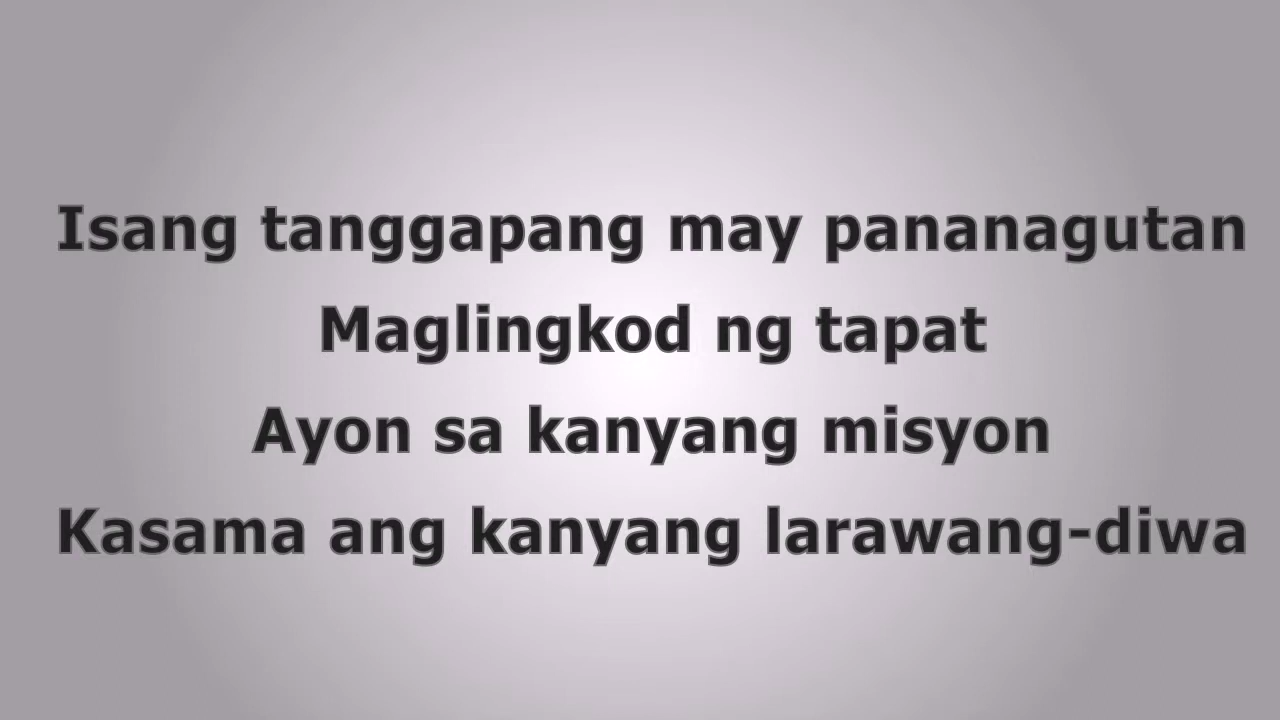 Isang tanggapang may pananagutan
Maglingkod ng tapat
Ayon sa kanyang misyon
Kasama ang kanyang larawang-diwa